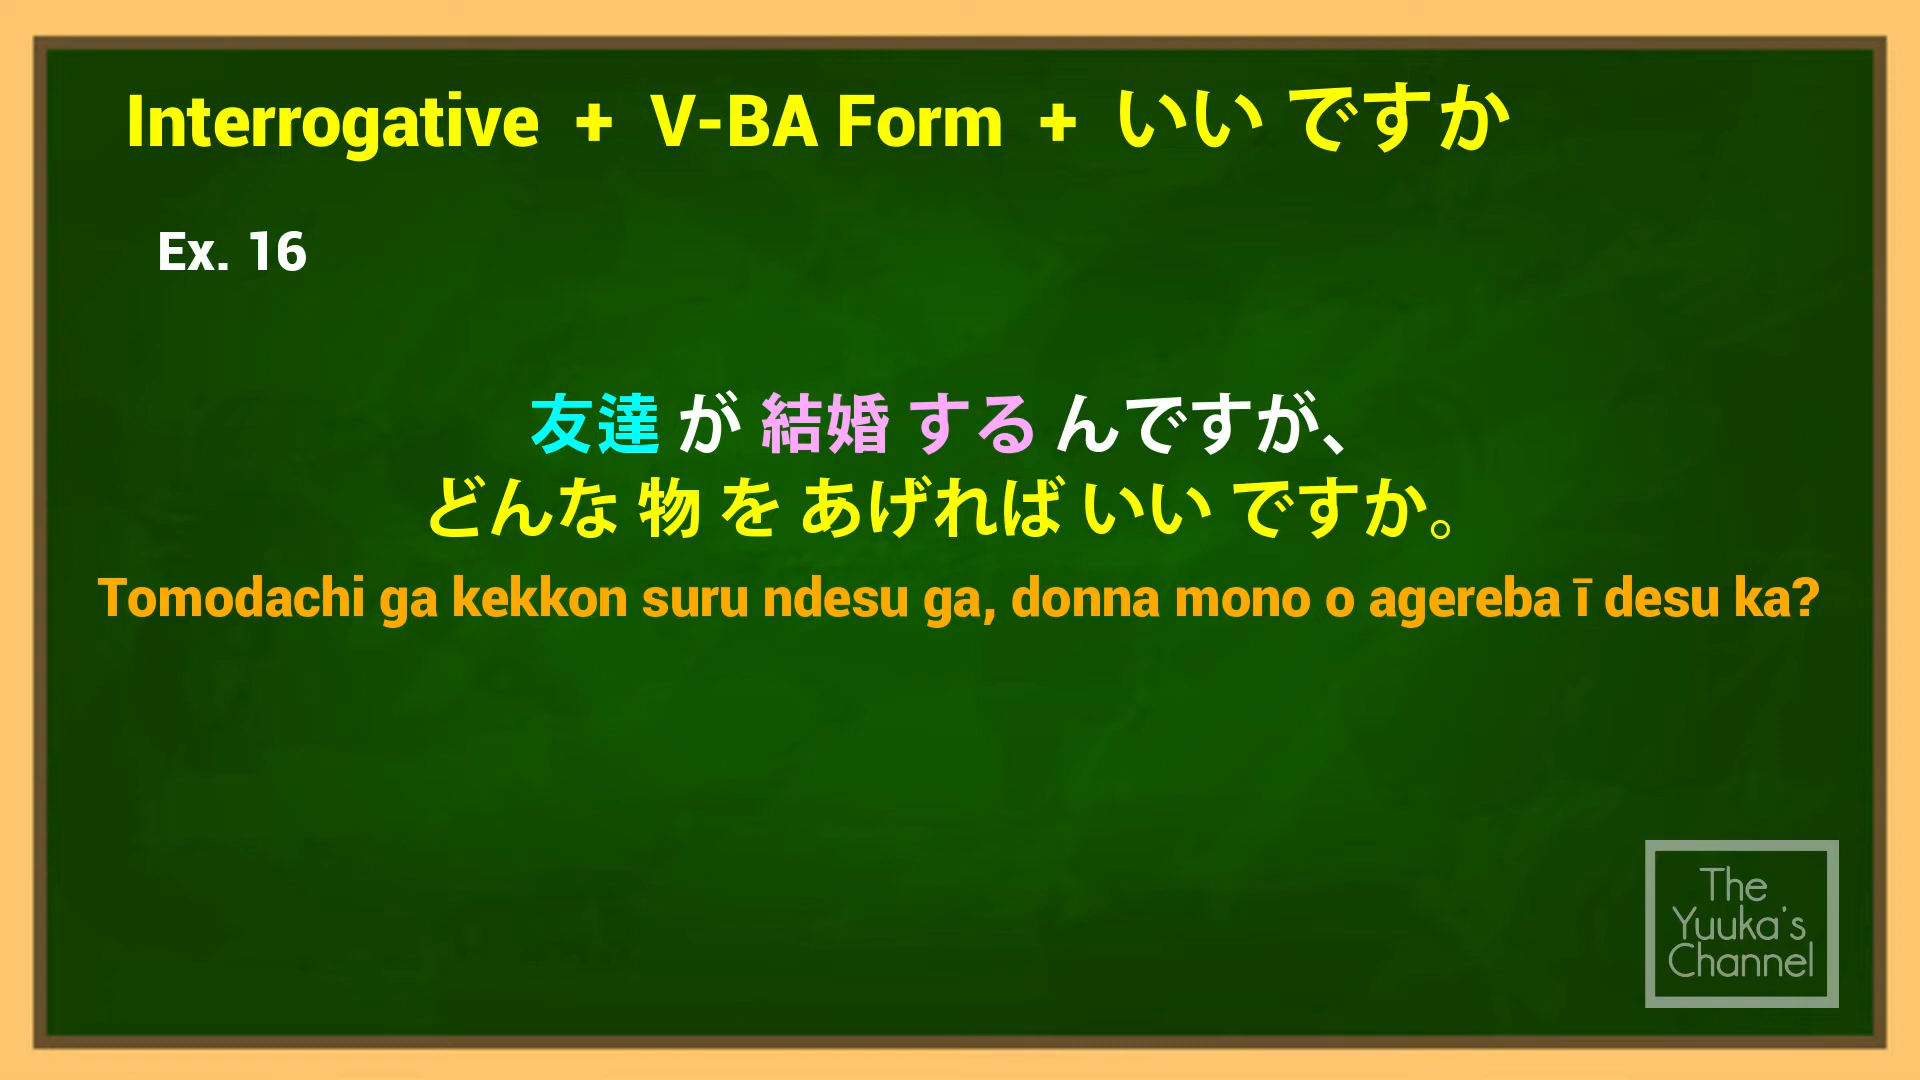 Interrogative + V-BA Form + いい ですか
Ex. 16
友達 が 結婚 する んですが、
どんな 物 を あげれば いい ですか。
Tomodachi ga kekkon suru ndesu ga, donna mono o agereba ī desu ka?
The
Yuuka's
Channel